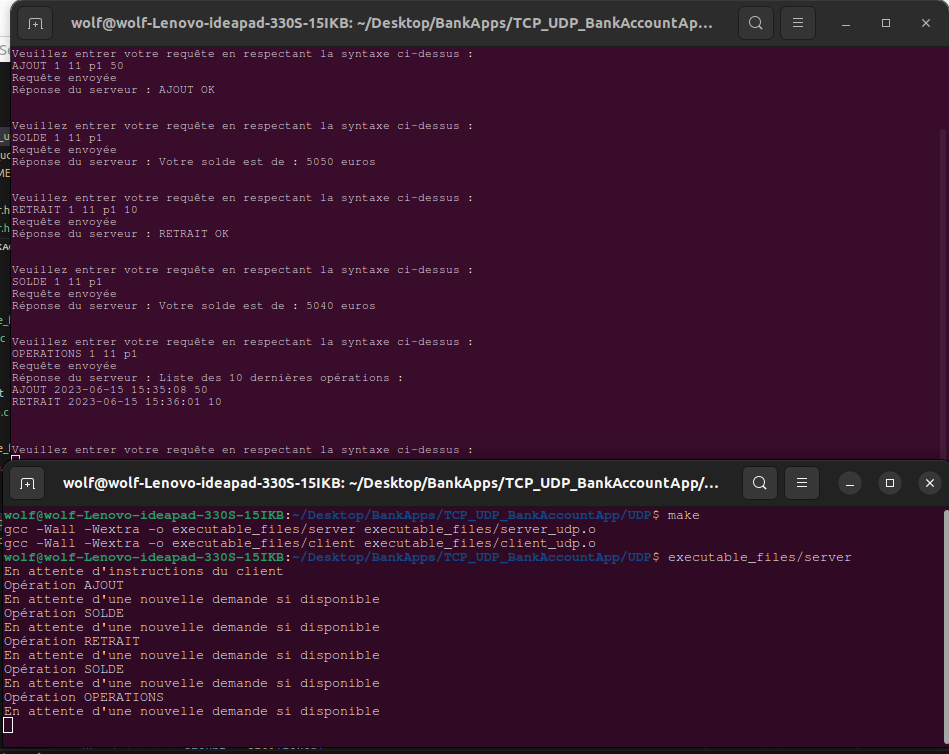 wolf@wolf-Lenovo-ideapad-330S-15IKB: ~/Desktop/BankApps/TCP_UDP_BankAccountAp...
Veuillez entrer votre requête en respectant la syntaxe ci-dessus :
AJOUT 1 11 p1 50
Requête envoyée
Réponse du serveur : AJOUT OK
Veuillez entrer votre requête en respectant la syntaxe ci-dessus :
SOLDE 1 11 p1
Requête envoyée
Réponse du serveur : Votre solde est de : 5050 euros
Veuillez entrer votre requête en respectant la syntaxe ci-dessus :
RETRAIT 1 11 p1 10
Requête envoyée
Réponse du serveur : RETRAIT OK
Veuillez entrer votre requête en respectant la syntaxe ci-dessus :
SOLDE 1 11 p1
Requête envoyée
Réponse du serveur : Votre solde est de : 5040 euros
Veuillez entrer votre requête en respectant la syntaxe ci-dessus :
OPERATIONS 1 11 p1
Requête envoyée
Réponse du serveur : Liste des 10 dernières opérations :
AJOUT 2023-06-15 15:35:08 50
RETRAIT 2023-06-15 15:36:01 10
Veuillez entrer votre requête en respectant la syntaxe ci-dessus :
wolf@wolf-Lenovo-ideapad-330S-15IKB: ~/Desktop/BankApps/TCP_UDP_BankAccountApp/...
wolf@wolf-Lenovo-ideapad-330S-15IKB:~/Desktop/BankApps/TCP_UDP_BankAccountApp/UDP$ make
gcc -Wall -Wextra -o executable_files/server executable_files/server_udp.o
gcc -Wall -Wextra -o executable_files/client executable_files/client_udp.o
wolf@wolf-Lenovo-ideapad-330S-15IKB:~/Desktop/BankApps/TCP_UDP_BankAccountApp/UDP$ executable_files/server
En attente d'instructions du client
Opération AJOUT
En attente d'une nouvelle demande si disponible
Opération SOLDE
En attente d'une nouvelle demande si disponible
Opération RETRAIT
En attente d'une nouvelle demande si disponible
Opération SOLDE
En attente d'une nouvelle demande si disponible
Opération OPERATIONS
En attente d'une nouvelle demande si disponible